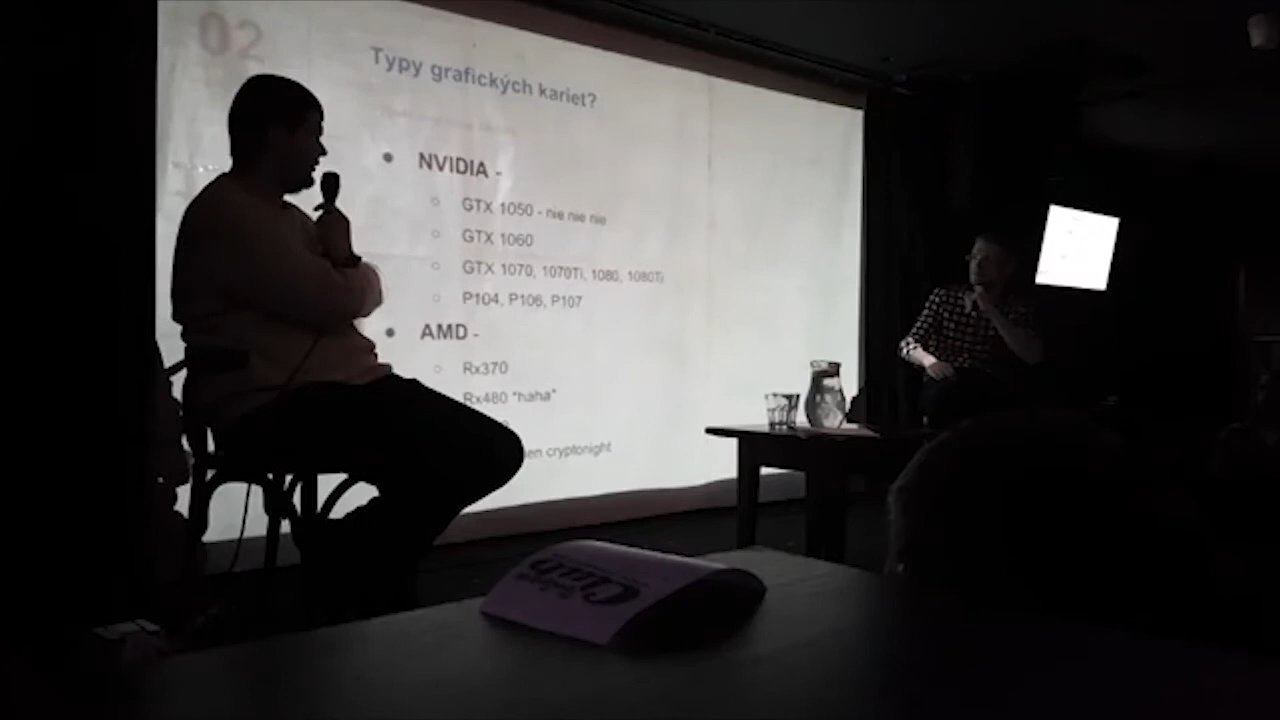 02
Typy grafických kariet?
NVIDIA -
GTX 1050 - nie nie nie
GTX 1060
GTX 1070, 1070Ti, 1080, 1080Ti
P104, P106, P107
AMD -
Rx370
Rx480 "haha"
cryptonight
Club